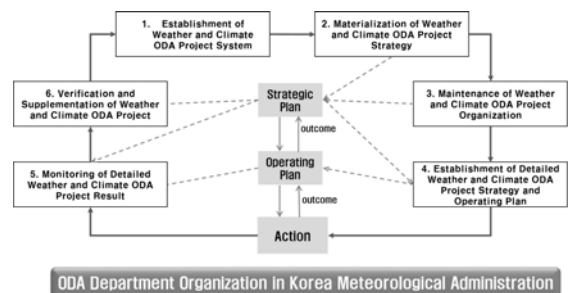 1. Establishment of
Weather and Climate
ODA Project System
2. Materialization of Weather
and Climate ODA Project
Strategy
6. Verification and
Supplementation of Weather
and Climate ODA Project
Strategic
Plan
3. Maintenance of Weather
and Climate ODA Project
Organization
outcome
5. Monitoring of Detailed
Weather and Climate ODA
Project Result
Operating
Plan
4. Establishment of Detailed
Weather and Climate ODA
Project Strategy and
Operating Plan
outcome
Action
ODA Department Organization in Korea Meteorological Administration